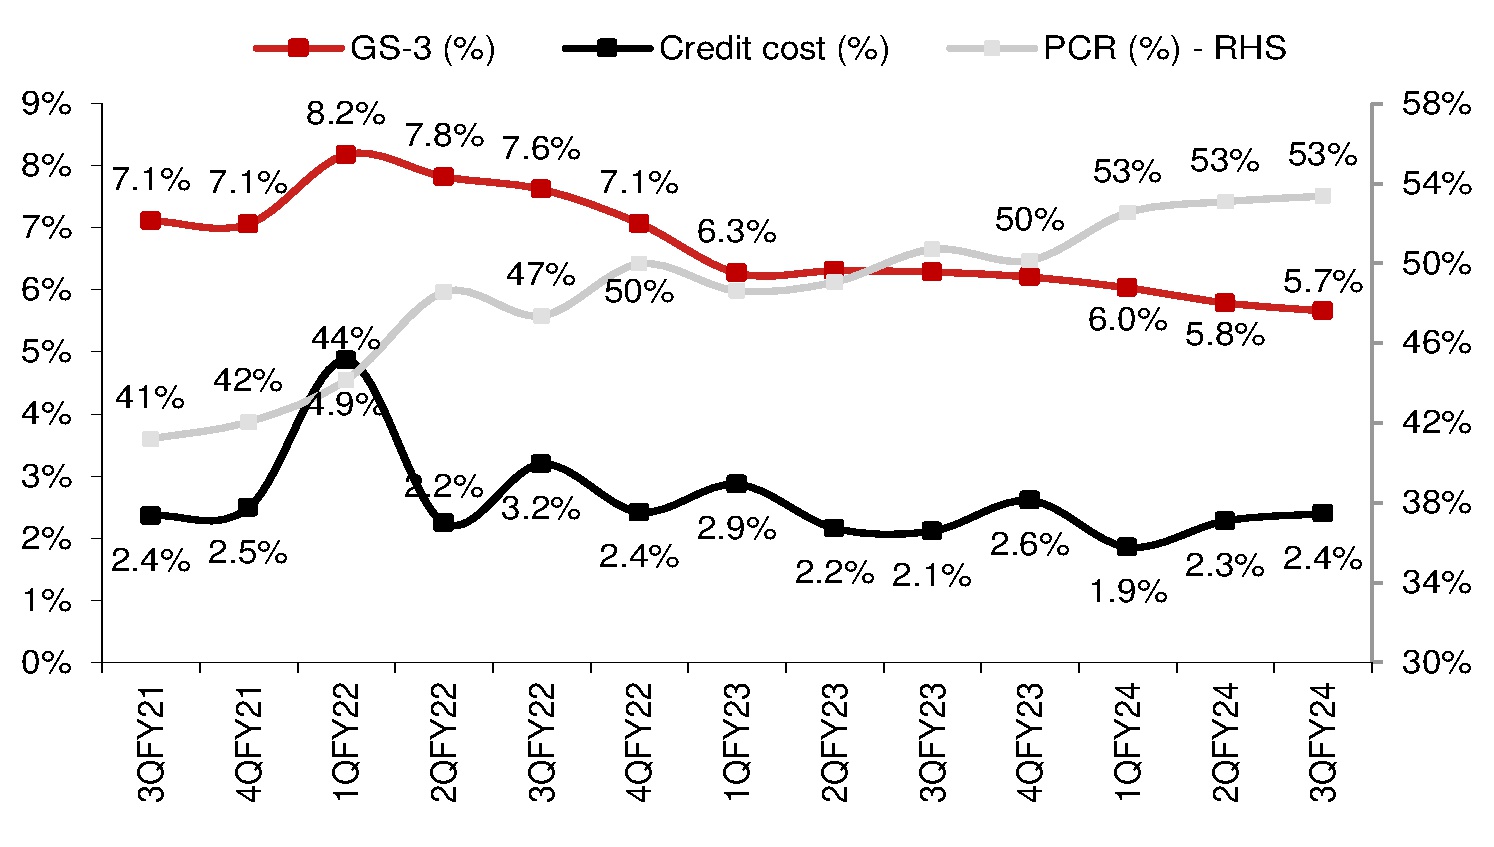 GS-3 (%) Credit cost (%) PCR (%) - RHS
9% 58%
8.2%
7.8% 7.6%
53% 53% 53%
8% 7.1% 7.1% 7.1% 54%
7% 6.3% 50%
6% 47% 50% 5.7% 50%
6.0% 5.8%
5% 44% 46%
4% 41% 42% 4.9% 42%
3% 2.2% 3.2% 38%
2% 2.4% 2.5% 2.4% 2.9% 2.2% 2.1% 2.6% 1.9% 2.3% 2.4%
1% 34%
0% 30%
3QFY21 4QFY21 1QFY22 2QFY22 3QFY22 4QFY22 1QFY23 2QFY23 3QFY23 4QFY23 1QFY24 2QFY24 3QFY24